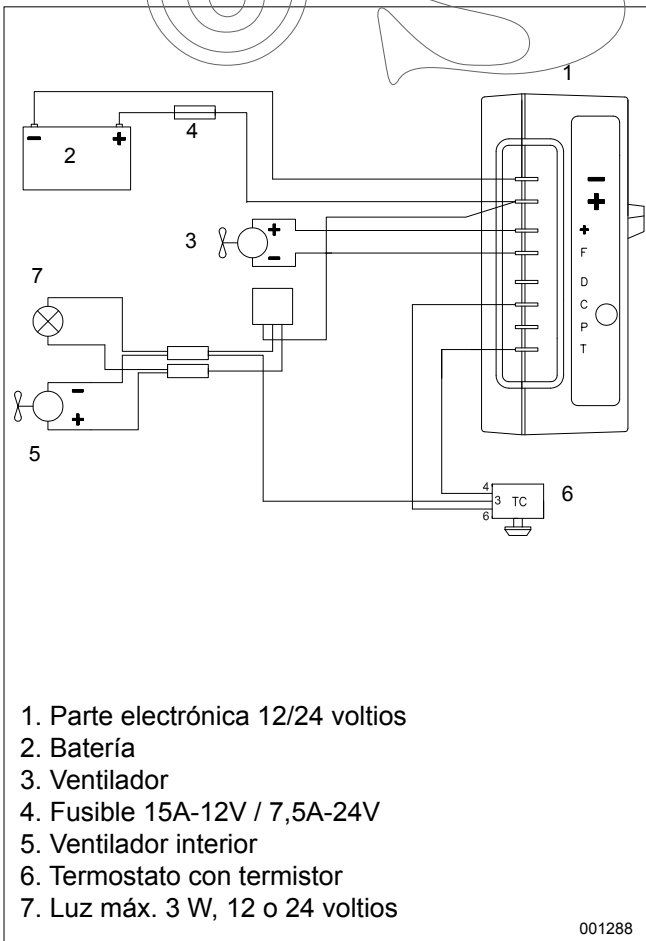 1
− +
4
2
− +
+
F
3
+
−
D
7
C
P
T
−
+
5
4
3 TC
6
6
1. Parte electrónica 12/24 voltios
2. Batería
3. Ventilador
4. Fusible 15A-12V / 7,5A-24V
5. Ventilador interior
6. Termostato con termistor
7. Luz máx. 3 W, 12 o 24 voltios
001288